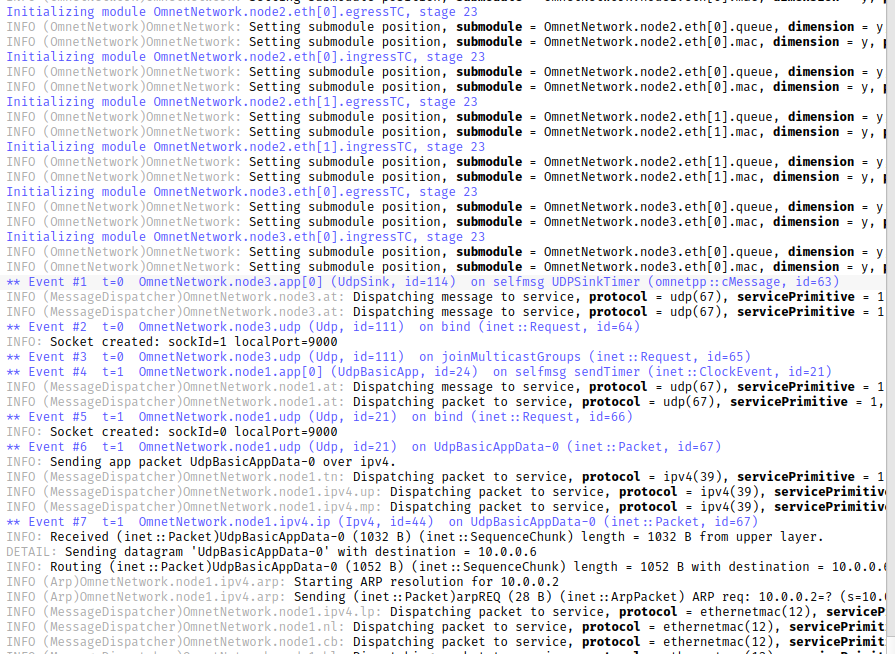 Initializing module OmnetNetwork.node2.eth[0].egressTC, stage 23
INFO (OmnetNetwork)OmnetNetwork: Setting submodule position, submodule = OmnetNetwork.node2.eth[0].queue, dimension = y
INFO (OmnetNetwork)OmnetNetwork: Setting submodule position, submodule = OmnetNetwork.node2.eth[0].mac, dimension = y,
Initializing module OmnetNetwork.node2.eth[0].ingressTC, stage 23
INFO (OmnetNetwork)OmnetNetwork: Setting submodule position, submodule = OmnetNetwork.node2.eth[0].queue, dimension = y
INFO (OmnetNetwork)OmnetNetwork: Setting submodule position, submodule = OmnetNetwork.node2.eth[0].mac, dimension = y,
Initializing module OmnetNetwork.node2.eth[1].egressTC, stage 23
INFO (OmnetNetwork)OmnetNetwork: Setting submodule position, submodule = OmnetNetwork.node2.eth[1].queue, dimension = y
INFO (OmnetNetwork)OmnetNetwork: Setting submodule position, submodule = OmnetNetwork.node2.eth[1].mac, dimension = y,
Initializing module OmnetNetwork.node2.eth[1].ingressTC, stage 23
INFO (OmnetNetwork)OmnetNetwork: Setting submodule position, submodule = OmnetNetwork.node2.eth[1].queue, dimension = y
INFO (OmnetNetwork)OmnetNetwork: Setting submodule position, submodule = OmnetNetwork.node2.eth[1].mac, dimension = y,
Initializing module OmnetNetwork.node3.eth[0].egressTC, stage 23
INFO (OmnetNetwork)OmnetNetwork: Setting submodule position, submodule = OmnetNetwork.node3.eth[0].queue, dimension = y
INFO (OmnetNetwork)OmnetNetwork: Setting submodule position, submodule = OmnetNetwork.node3.eth[0].mac, dimension = y,
Initializing module OmnetNetwork.node3.eth[0].ingressTC, stage 23
INFO (OmnetNetwork)OmnetNetwork: Setting submodule position, submodule = OmnetNetwork.node3.eth[0].queue, dimension = y
INFO (OmnetNetwork)OmnetNetwork: Setting submodule position, submodule = OmnetNetwork.node3.eth[0].mac, dimension = y,
** Event #1 t=0 OmnetNetwork.node3.app[0] (UdpSink, id=114) on selfmsg UDPSinkTimer (omnetpp::cMessage, id=63)
INFO (MessageDispatcher)OmnetNetwork.node3.at: Dispatching message to service, protocol = udp(67), servicePrimitive = 1
INFO (MessageDispatcher)OmnetNetwork.node3.at: Dispatching message to service, protocol = udp(67), servicePrimitive = 1
** Event #2 t=0 OmnetNetwork.node3.udp (Udp, id=111) on bind (inet::Request, id=64)
INFO: Socket created: sockId=1 localPort=9000
** Event #3 t=0 OmnetNetwork.node3.udp (Udp, id=111) on joinMulticastGroups (inet::Request, id=65)
** Event #4 t=1 OmnetNetwork.node1.app[0] (UdpBasicApp, id=24) on selfmsg sendTimer (inet::ClockEvent, id=21)
INFO (MessageDispatcher)OmnetNetwork.node1.at: Dispatching message to service, protocol = udp(67), servicePrimitive = 1
INFO (MessageDispatcher)OmnetNetwork.node1.at: Dispatching packet to service, protocol = udp(67), servicePrimitive = 1,
** Event #5 t=1 OmnetNetwork.node1.udp (Udp, id=21) on bind (inet::Request, id=66)
INFO: Socket created: sockId=0 localPort=9000
** Event #6 t=1 OmnetNetwork.node1.udp (Udp, id=21) on UdpBasicAppData-0 (inet::Packet, id=67)
INFO: Sending app packet UdpBasicAppData-0 over ipv4.
INFO (MessageDispatcher)OmnetNetwork.node1.tn: Dispatching packet to service, protocol = ipv4(39), servicePrimitive = 1
INFO (MessageDispatcher)OmnetNetwork.node1.ipv4.up: Dispatching packet to service, protocol = ipv4(39), servicePrimitiv
INFO (MessageDispatcher)OmnetNetwork.node1.ipv4.mp: Dispatching packet to service, protocol = ipv4(39), servicePrimitiv
** Event #7 t=1 OmnetNetwork.node1.ipv4.ip (Ipv4, id=44) on UdpBasicAppData-0 (inet::Packet, id=67)
INFO: Received (inet::Packet)UdpBasicAppData-0 (1032 B) (inet::SequenceChunk) length = 1032 B from upper layer.
DETAIL: Sending datagram 'UdpBasicAppData-0' with destination = 10.0.0.6
INFO: Routing (inet::Packet)UdpBasicAppData-0 (1052 B) (inet::SequenceChunk) length = 1052 B with destination = 10.0.0.6
INFO (Arp)OmnetNetwork.node1.ipv4.arp: Starting ARP resolution for 10.0.0.2
INFO (Arp)OmnetNetwork.node1.ipv4.arp: Sending (inet::Packet)arpREQ (28 B) (inet::ArpPacket) ARP req: 10.0.0.2=? (s=10.
INFO (MessageDispatcher)OmnetNetwork.node1.ipv4.lp: Dispatching packet to service, protocol = ethernetmac(12), serviceP
INFO (MessageDispatcher)OmnetNetwork.node1.nl: Dispatching packet to service, protocol = ethernetmac(12), servicePrimit
INFO (MessageDispatcher)OmnetNetwork.node1.cb: Dispatching packet to service, protocol = ethernetmac(12), servicePrimit